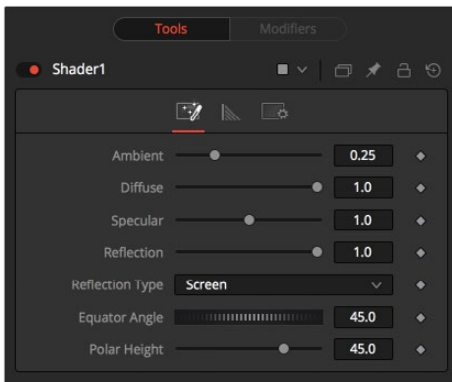 Tools Modifiers
Shader1
Ambient 0.25
Diffuse 1.0
Specular 1.0
Reflection 1.0
Reflection Type Screen
Equator Angle 45.0
Polar Height 45.0